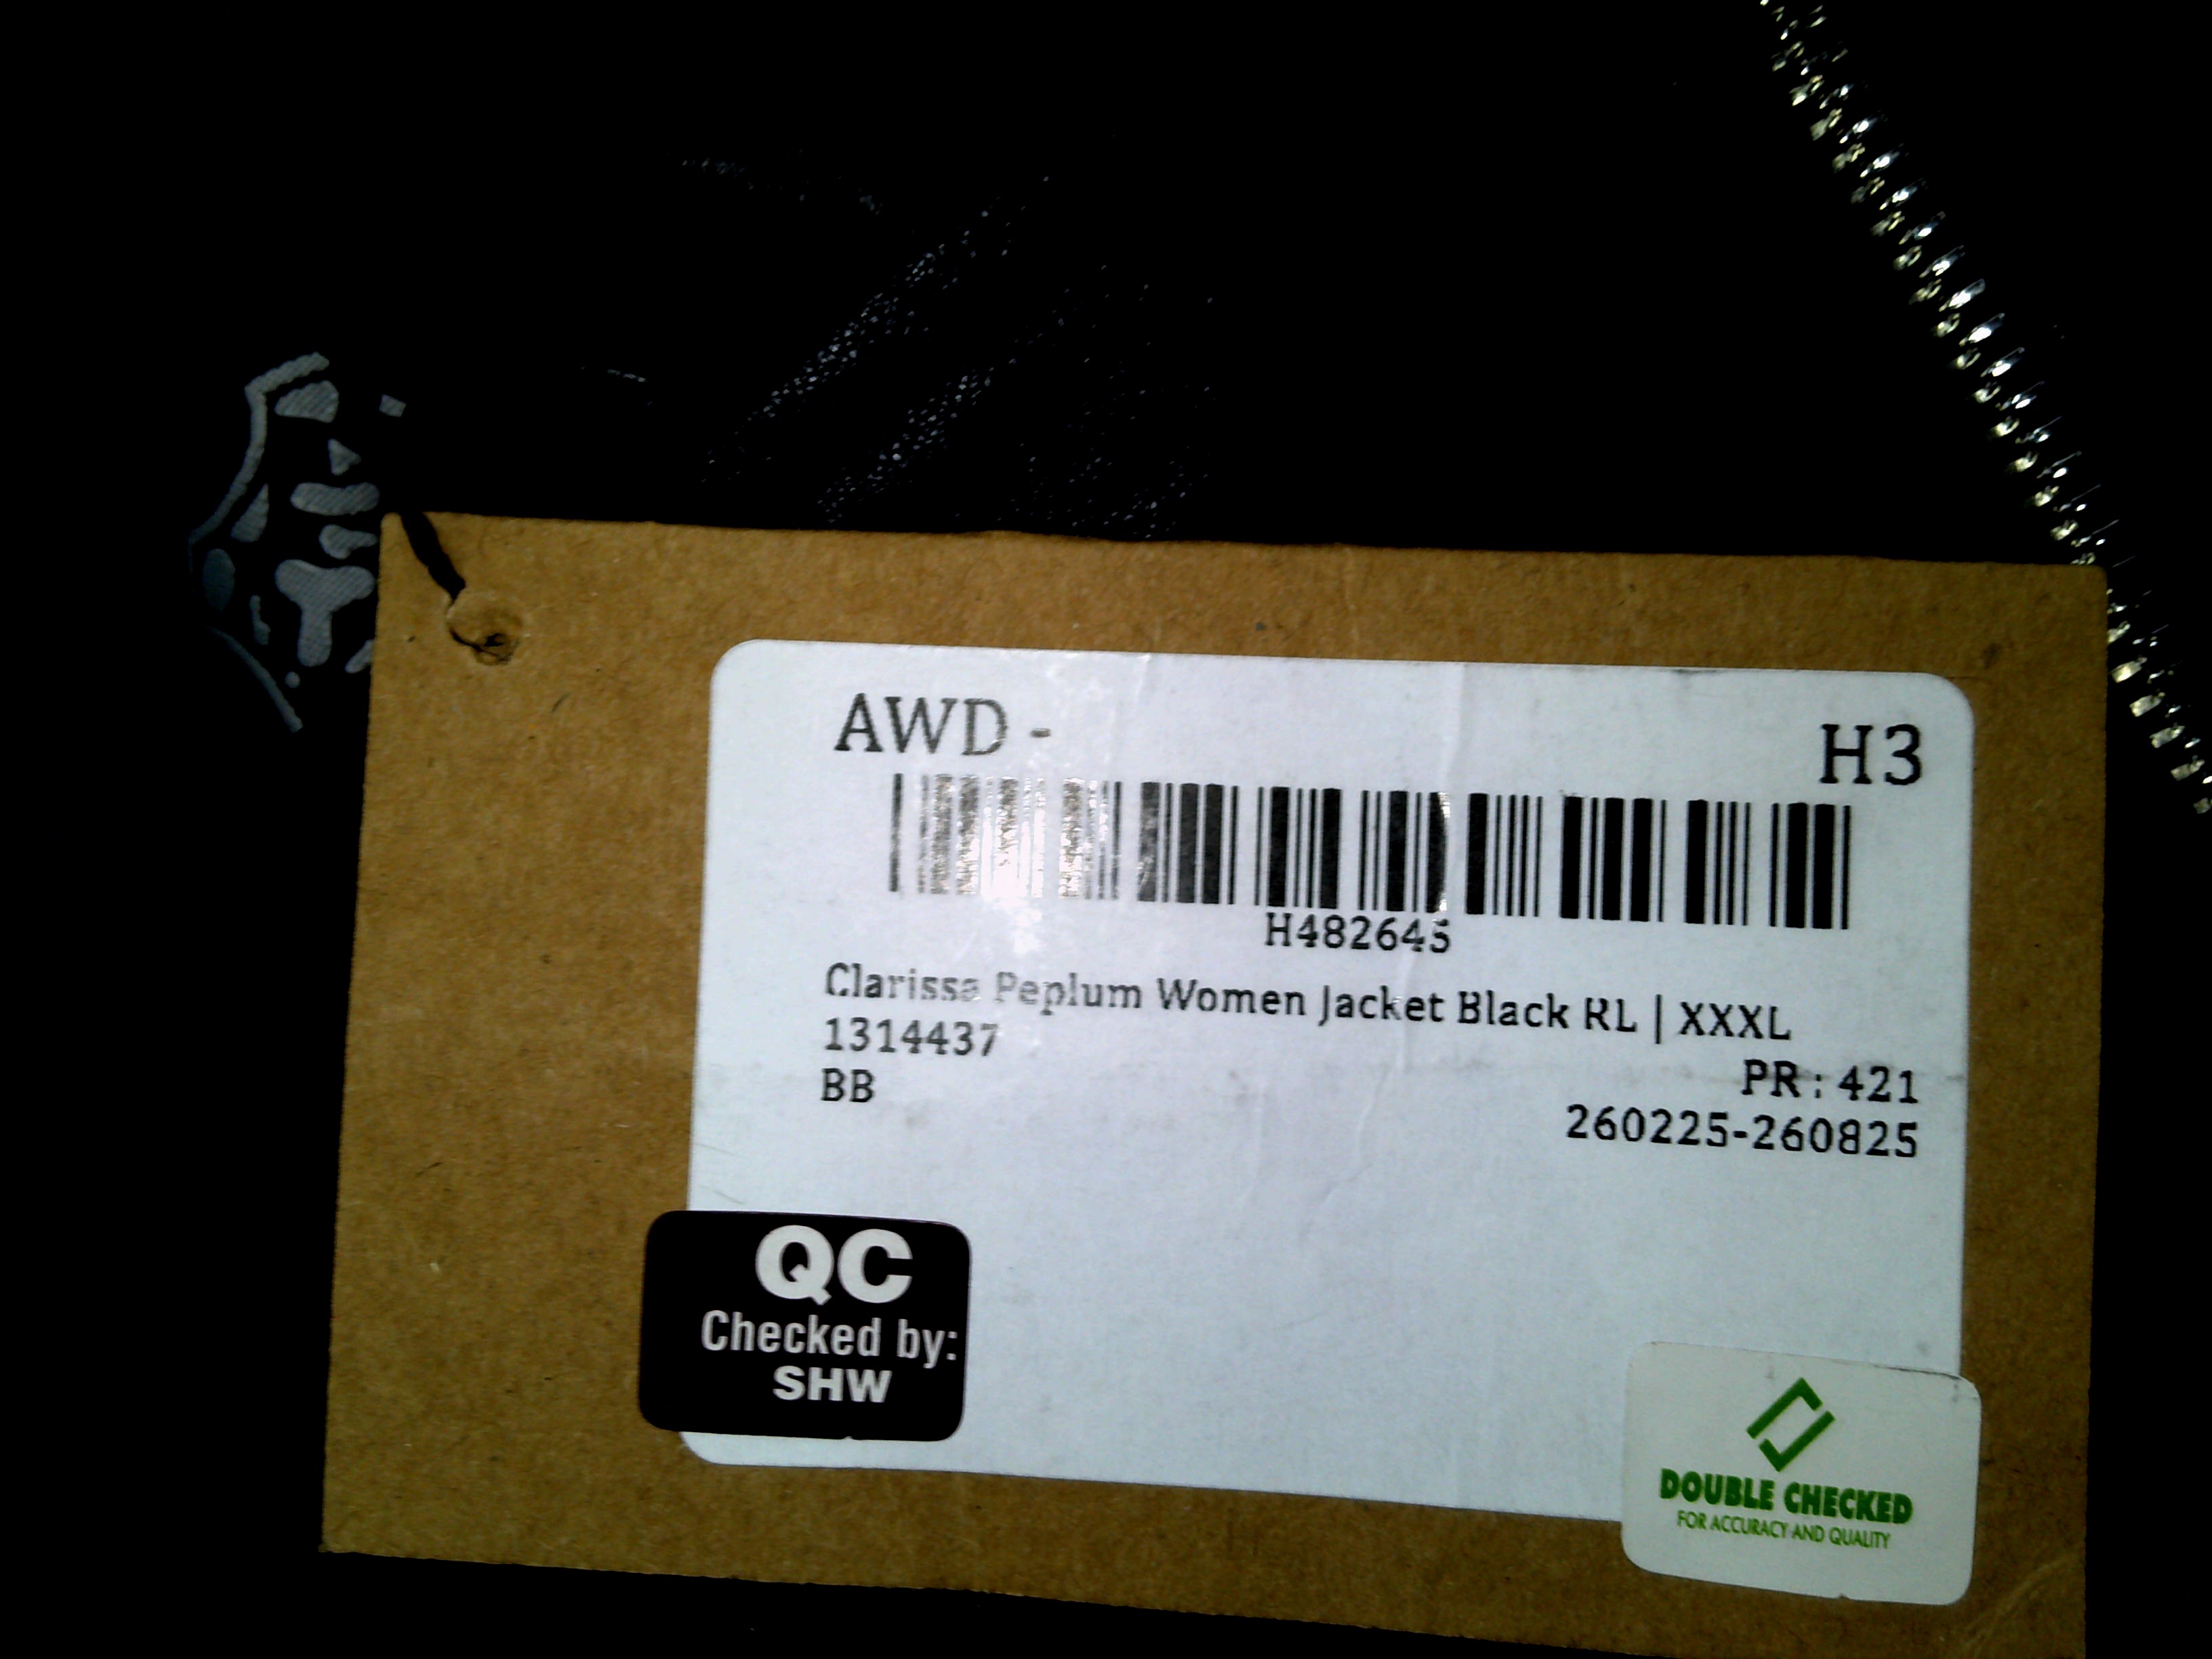 AWD -
H3
H482645
Clarissa Peplum Women Jacket Black RL | XXXL
1314437
PR : 421
BB
260225-260825
QC
Checked by:
SHW
DOUBLE CHECKED
FOR ACCURACY AND QUALITY